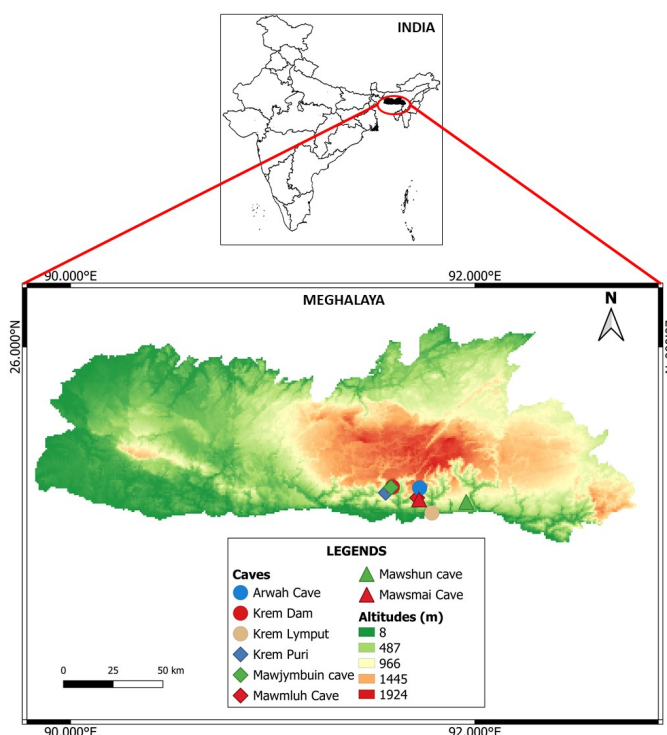 INDIA
90.000°E
92.000°E
MEGHALAYA
N
26.000°N
LEGENDS
Caves
Arwah Cave
Krem Dam
Krem Lymput
Krem Puri
Mawjymbuin cave
Mawmluh Cave
Mawshun cave
Mawsmai Cave
Altitudes (m)
8
487
966
1445
1924
0 25 50 km
90.000°E
92.000°E